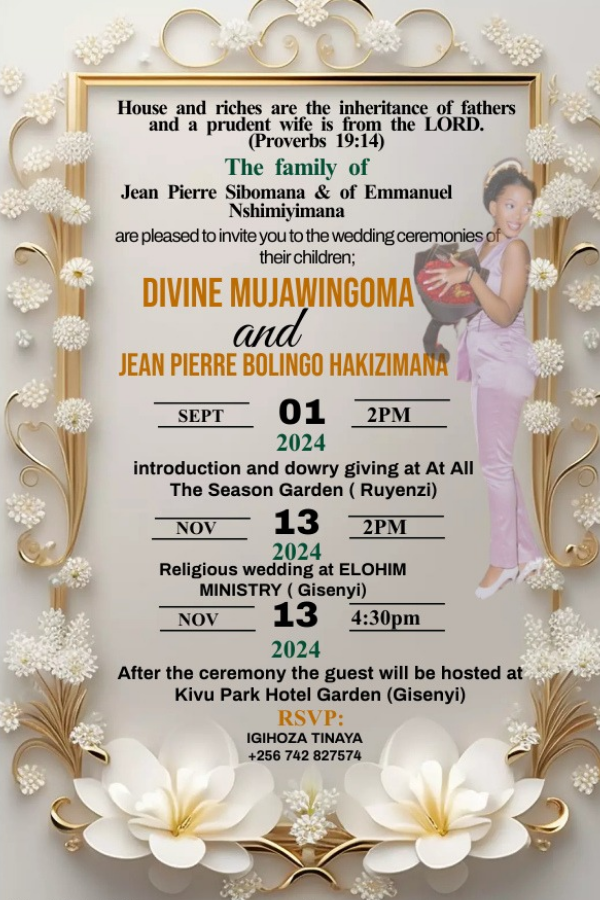 House and riches are the inheritance of fathers
and a prudent wife is from the LORD.
(Proverbs 19:14)
The family of
Jean Pierre Sibomana & of Emmanuel
Nshimiyimana
are pleased to invite you to the wedding ceremonies of
their children;
DIVINE MUJAWINGOMA
and
JEAN PIERRE BOLINGO HAKIZIMANA
SEPT 01 2PM
2024
introduction and dowry giving at At All
The Season Garden ( Ruyenzi)
NOV 13 2PM
2024
Religious wedding at ELOHIM
MINISTRY ( Gisenyi)
NOV 13 4:30pm
2024
After the ceremony the guest will be hosted at
Kivu Park Hotel Garden (Gisenyi)
RSVP:
IGIHOZA TINAYA
+256 742 827574